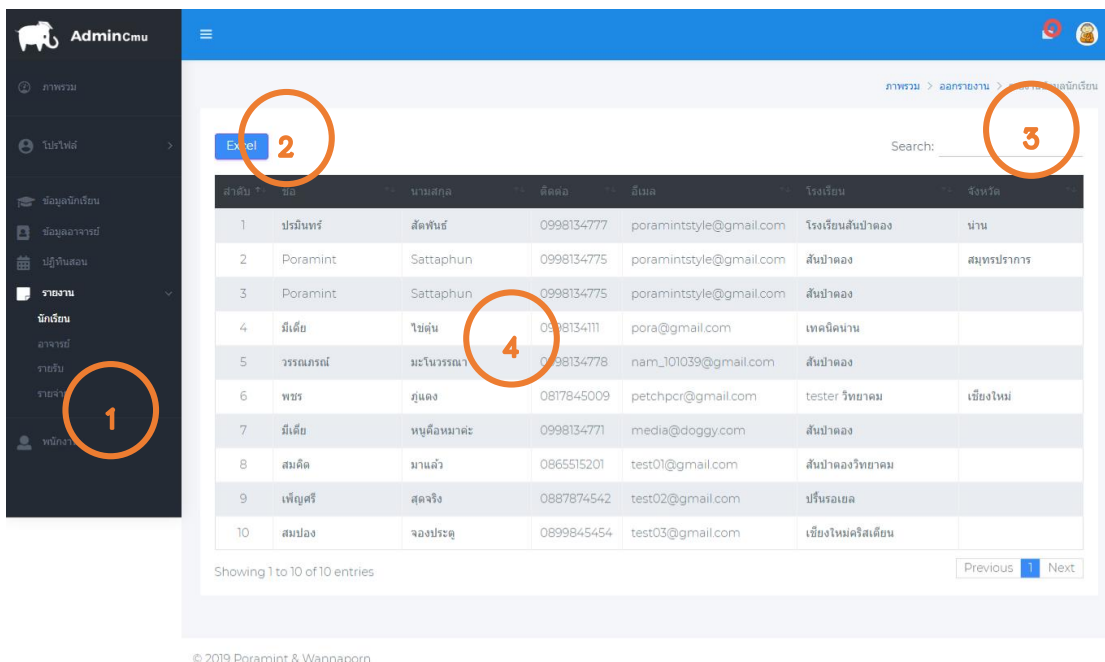 Admincmu
ภาพรวม
โปรไฟล์
ข้อมูลนักเรียน
ข้อมูลอาจารย์
ปฏิทินสอน
รายงาน
นักเรียน
อาจารย์
รายรับ
1
ภาพรวม > ออกรายงาน >
Excel
2
Search:
3
ลำดับ ชื่อ นามสกุล ติดต่อ อีเมล โรงเรียน จังหวัด
1 ปรมินทร์ สัตพันธ์ 0998134777 poramintstyle@gmail.com โรงเรียนสันป่าตอง น่าน
2 Poramint Sattaphun 0998134775 poramintstyle@gmail.com สันป่าตอง สมุทรปราการ
3 Poramint Sattaphun 0998134775 poramintstyle@gmail.com สันป่าตอง
4 มีเดีย ไข่ตุ๋น 0998134111 pora@gmail.com เทคนิคน่าน
4
5 วรรณภรณ์ มะโนวรรณา 0998134778 nam_101039@gmail.com สันป่าตอง
6 พชร ภู่แดง 0817845009 petchpcr@gmail.com tester วิทยาคม เชียงใหม่
7 มีเดีย หนูคือหมาค่ะ 0998134771 media@doggy.com สันป่าตอง
8 สมคิด มาแล้ว 0865515201 test01@gmail.com สันป่าตองวิทยาคม
9 เพ็ญศรี สุดจริง 0887874542 test02@gmail.com ปริ้นรอเยล
10 สมปอง จองประตู 0899845454 test03@gmail.com เชียงใหม่คริสเตียน
Showing 1 to 10 of 10 entries
Previous 1 Next
© 2019 Poramint & Wannaporn